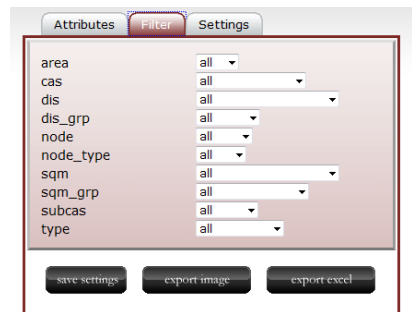 Attributes Filter Settings
area all
cas all
dis all
dis_grp all
node all
node_type all
sqm all
sqm_grp all
subcas all
type all
save settings export image export excel